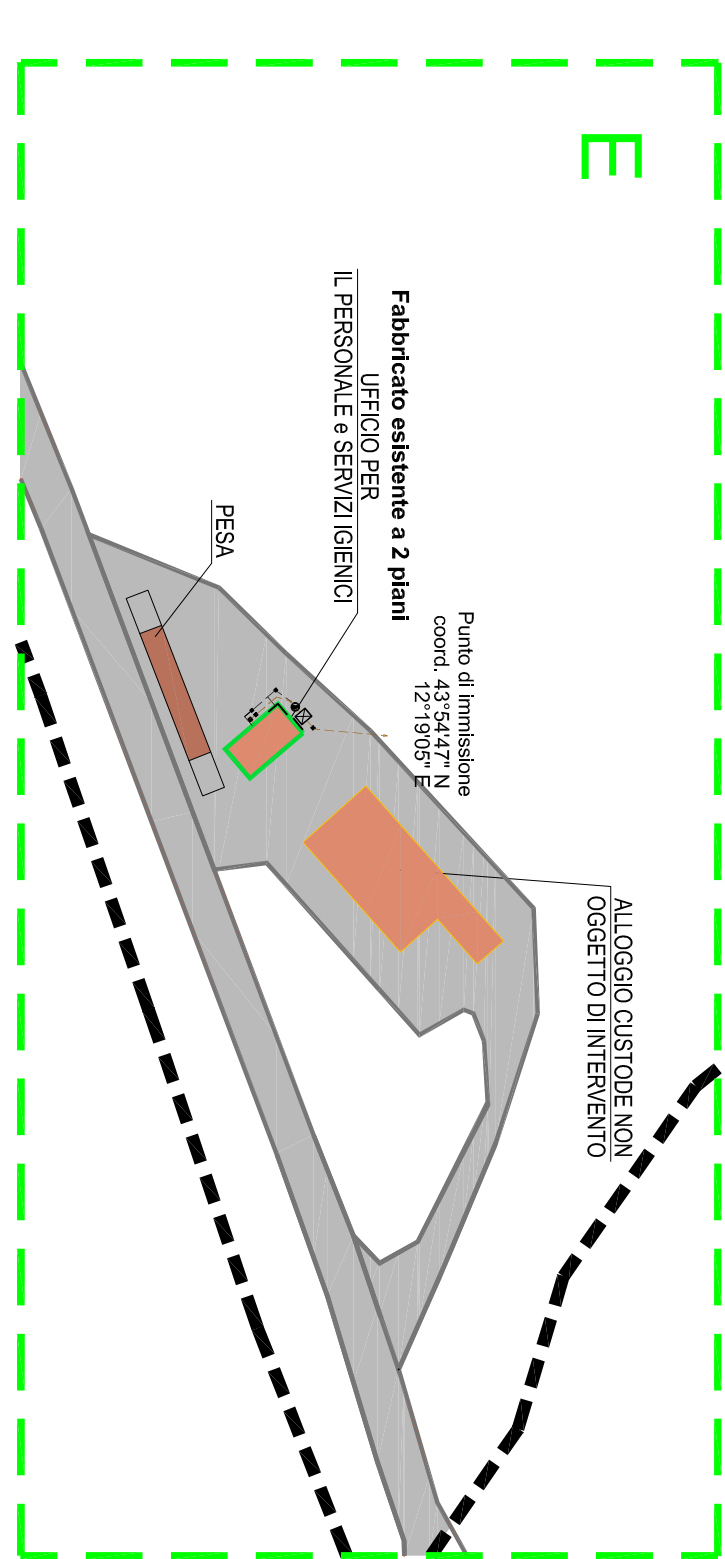 E
Fabbricato esistente a 2 piani
UFFICIO PER
IL PERSONALE e SERVIZI IGIENICI
PESA
Punto di immissione
coord. 43°54'47" N
12°19'05" E
ALLOGGIO CUSTODE NON
OGGETTO DI INTERVENTO